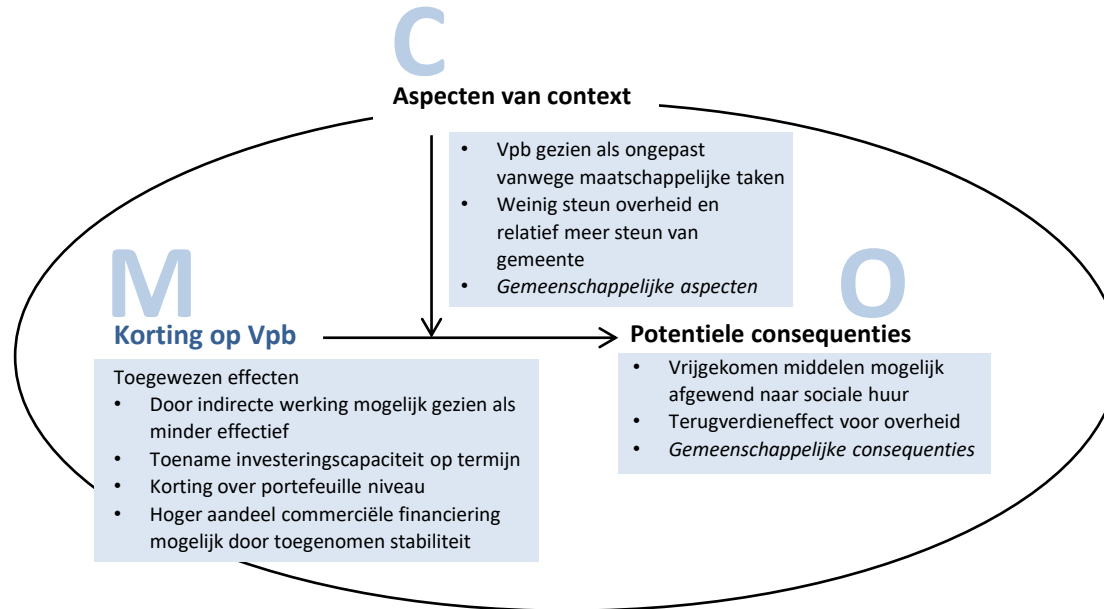 C
Aspecten van context
• Vpb gezien als ongepast
vanwege maatschappelijke taken
• Weinig steun overheid en
relatief meer steun van
gemeente
• Gemeenschappelijke aspecten
M
Korting op Vpb
Toegewezen effecten
• Door indirecte werking mogelijk gezien als
minder effectief
• Toename investeringscapaciteit op termijn
• Korting over portefeuille niveau
• Hoger aandeel commerciële financiering
mogelijk door toegenomen stabiliteit
O
Potentiele consequenties
• Vrijgekomen middelen mogelijk
afgewend naar sociale huur
• Terugverdieneffect voor overheid
• Gemeenschappelijke consequenties